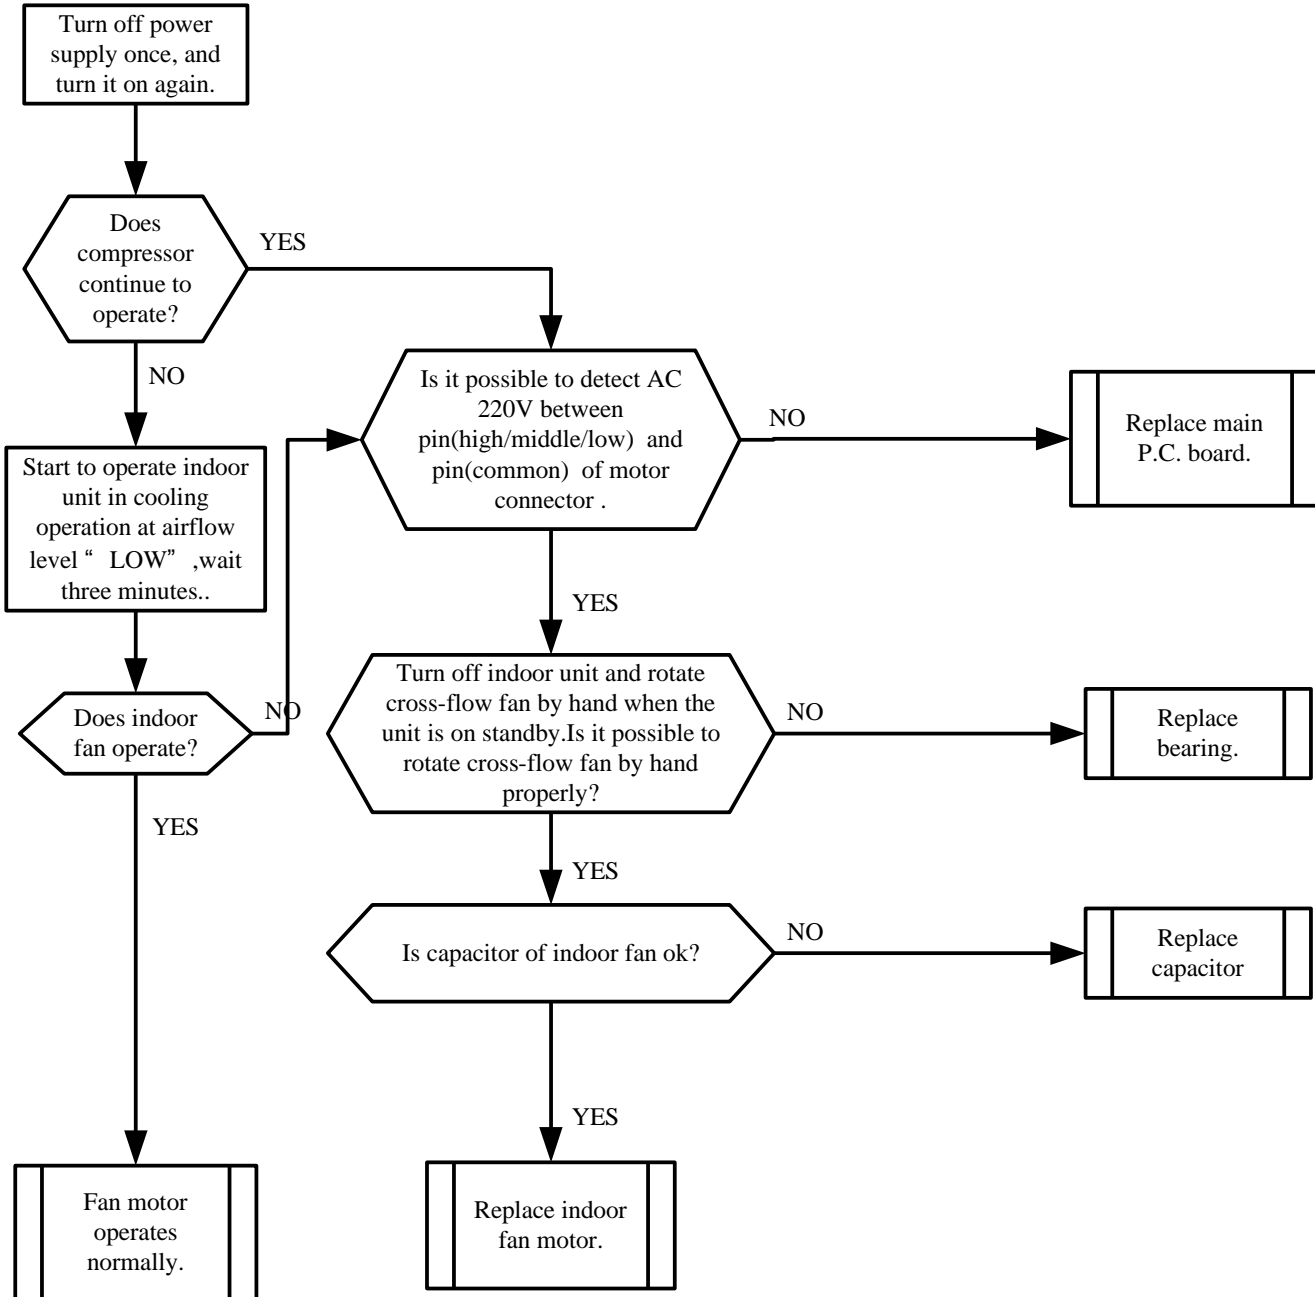 Turn off power
supply once, and
turn it on again.
Does
compressor
continue to
operate?
YES
NO
Start to operate indoor
unit in cooling
operation at airflow
level “ LOW” ,wait
three minutes..
Does indoor
fan operate?
NO
YES
Fan motor
operates
normally.
Is it possible to detect AC
220V between
pin(high/middle/low) and
pin(common) of motor
connector .
NO
Replace main
P.C. board.
YES
Turn off indoor unit and rotate
cross-flow fan by hand when the
unit is on standby.Is it possible to
rotate cross-flow fan by hand
properly?
NO
Replace
bearing.
YES
Is capacitor of indoor fan ok?
NO
Replace
capacitor
YES
Replace indoor
fan motor.